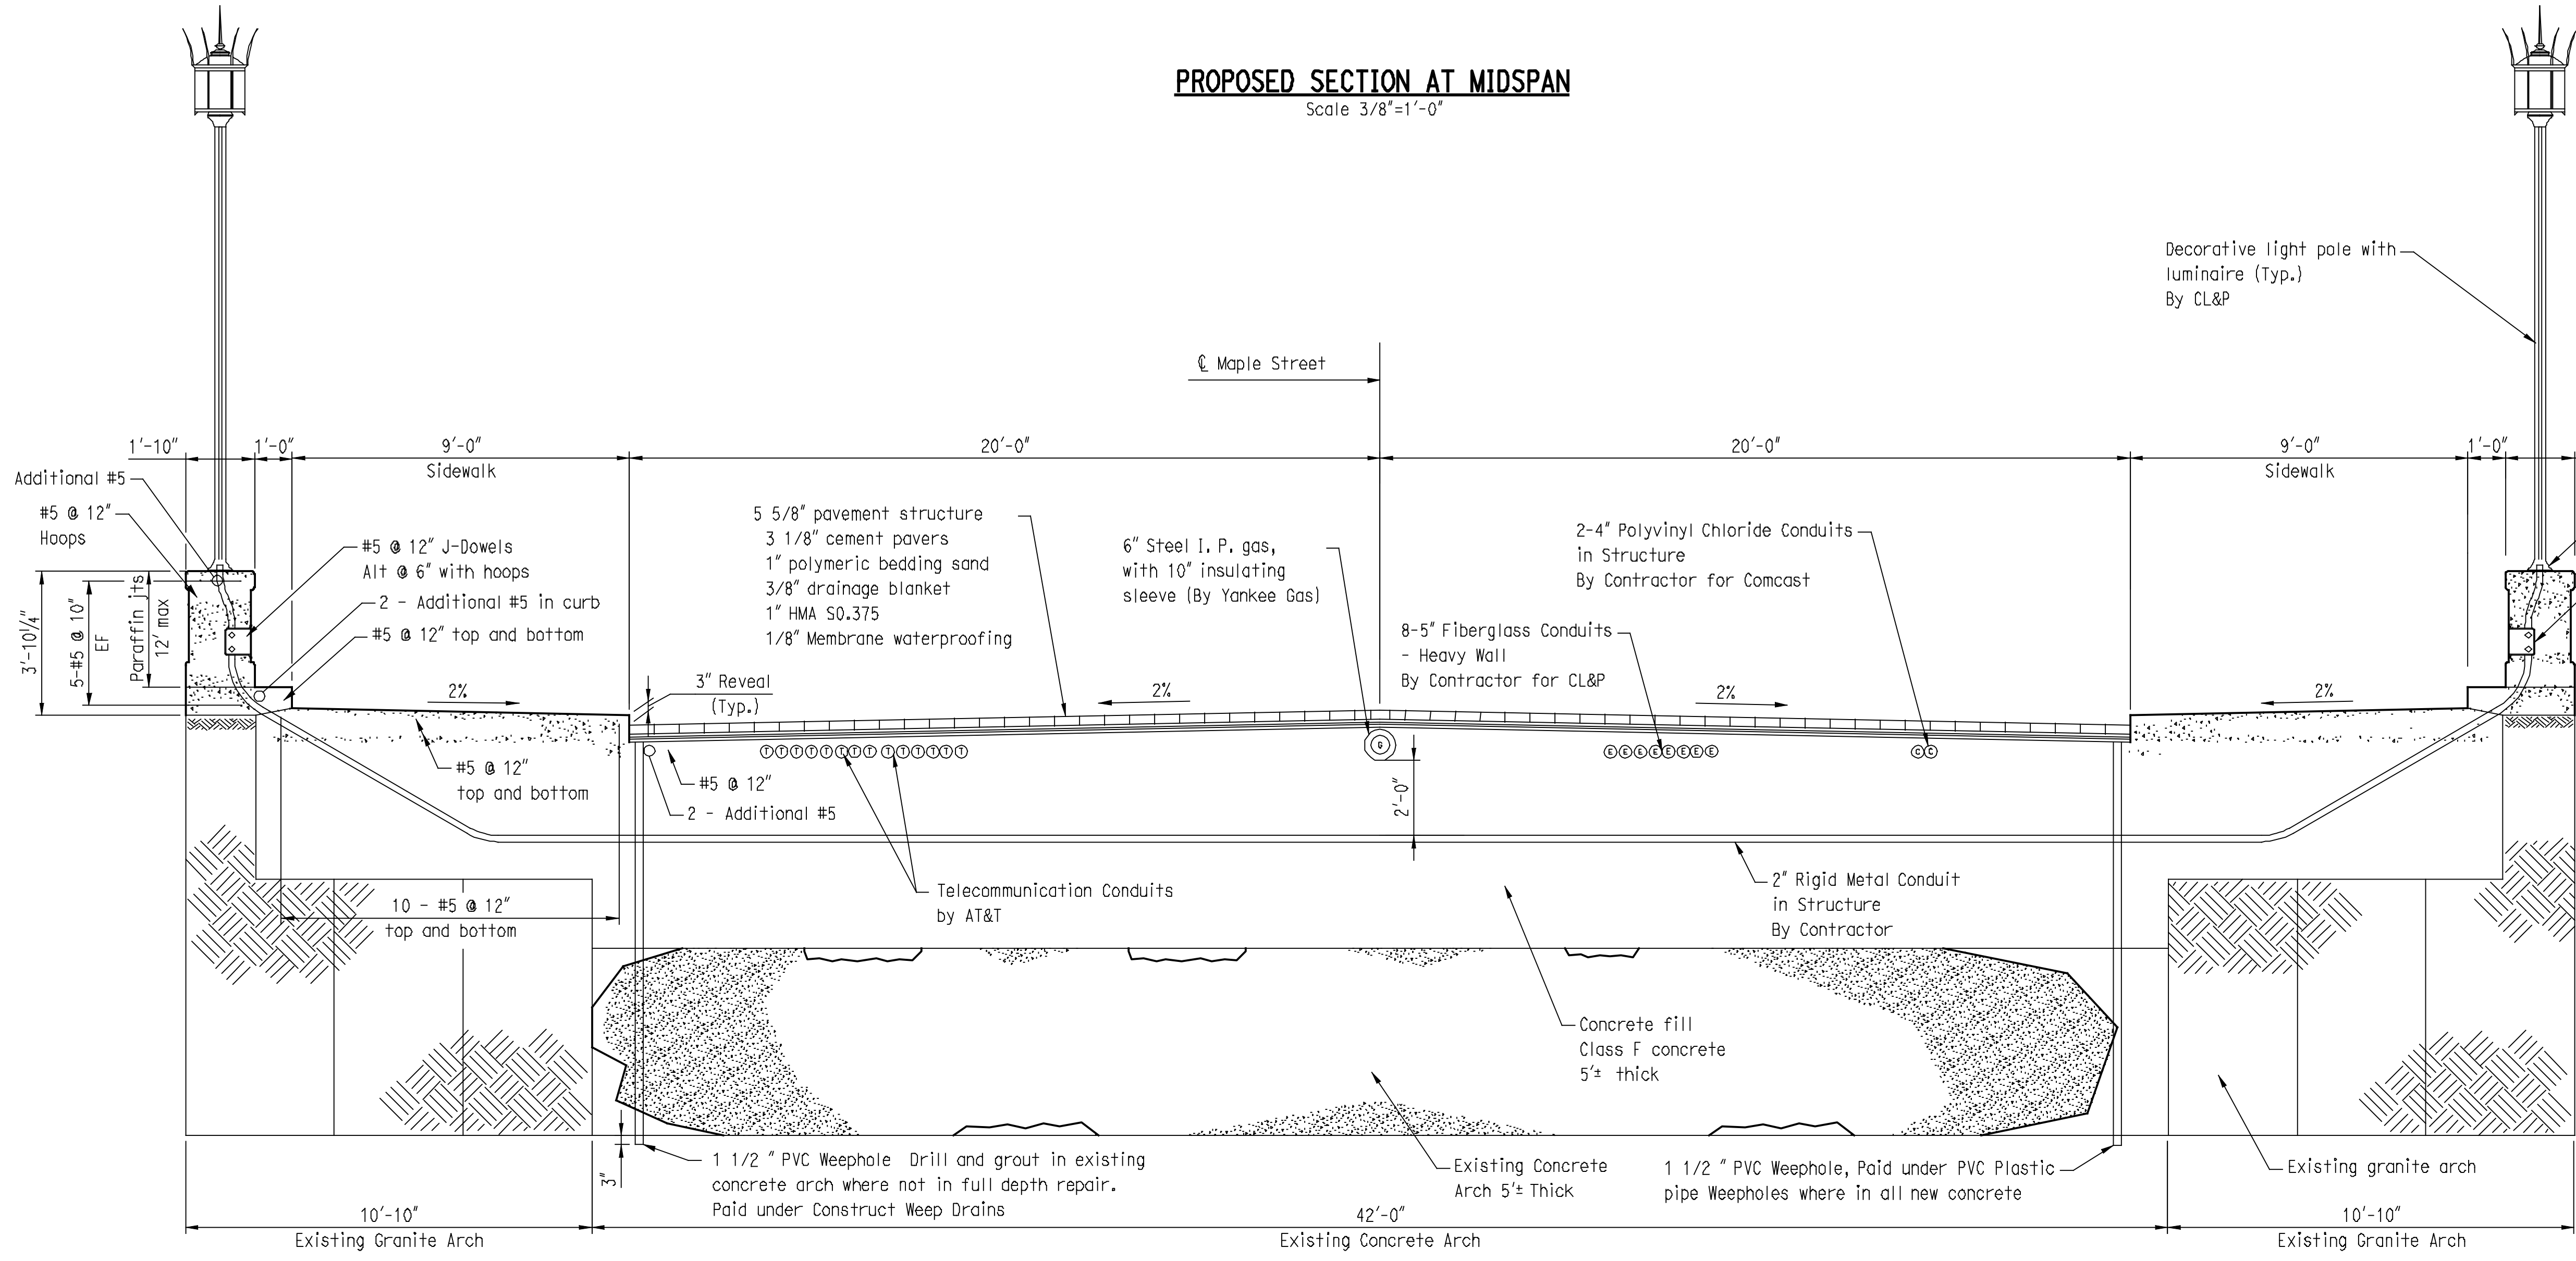 PROPOSED SECTION AT MIDSPAN
Scale 3/8"=1'-0"
Decorative light pole with
luminaire (Typ.)
By CL&P
℄ Maple Street
1'-10"
1'-0"
9'-0"
Sidewalk
20'-0"
20'-0"
9'-0"
Sidewalk
1'-0"
Additional #5
#5 @ 12"
Hoops
#5 @ 12" J-Dowels
Alt @ 6" with hoops
2 - Additional #5 in curb
#5 @ 12" top and bottom
3'-10 1/4"
5-#5 @ 10"
EF
Paraffin jts
12' max
5 5/8" pavement structure
3 1/8" cement pavers
1" polymeric bedding sand
3/8" drainage blanket
1" HMA S0.375
1/8" Membrane waterproofing
6" Steel I. P. gas,
with 10" insulating
sleeve (By Yankee Gas)
2-4" Polyvinyl Chloride Conduits
in Structure
By Contractor for Comcast
8-5" Fiberglass Conduits
- Heavy Wall
By Contractor for CL&P
2%
3" Reveal
(Typ.)
2%
2%
2%
T T T T T T T T T T T T T T
G
E E E E E E E E
C C
#5 @ 12"
top and bottom
#5 @ 12"
2 - Additional #5
2'-0"
10 - #5 @ 12"
top and bottom
Telecommunication Conduits
by AT&T
2" Rigid Metal Conduit
in Structure
By Contractor
Concrete fill
Class F concrete
5'± thick
3"
1 1/2 " PVC Weephole Drill and grout in existing
concrete arch where not in full depth repair.
Paid under Construct Weep Drains
Existing Concrete
Arch 5'± Thick
1 1/2 " PVC Weephole, Paid under PVC Plastic
pipe Weepholes where in all new concrete
Existing granite arch
10'-10"
Existing Granite Arch
42'-0"
Existing Concrete Arch
10'-10"
Existing Granite Arch